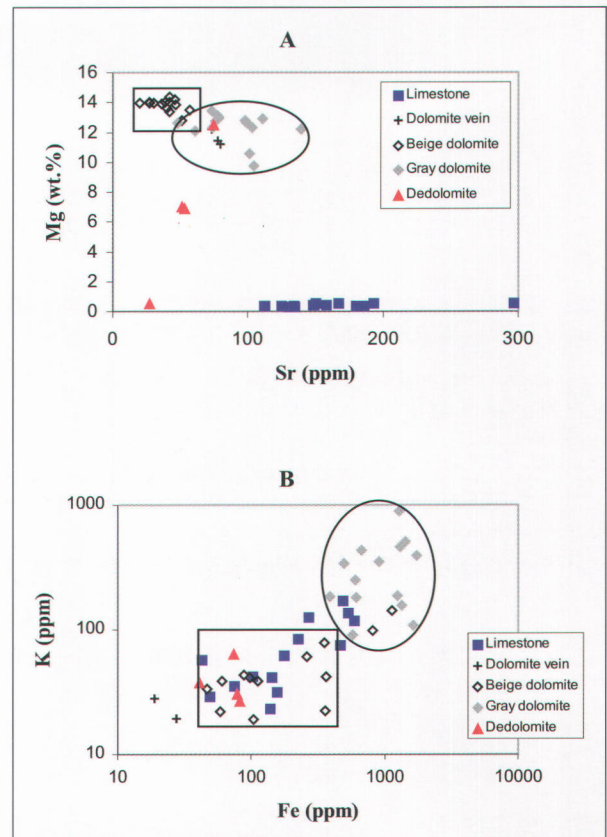 A
16
14
12
10
8
6
4
2
0
Mg (wt.%)
Limestone
Dolomite vein
Beige dolomite
Gray dolomite
Dedolomite
0 100 200 300
Sr (ppm)
B
1000
100
10
K (ppm)
Limestone
Dolomite vein
Beige dolomite
Gray dolomite
Dedolomite
10 100 1000 10000
Fe (ppm)